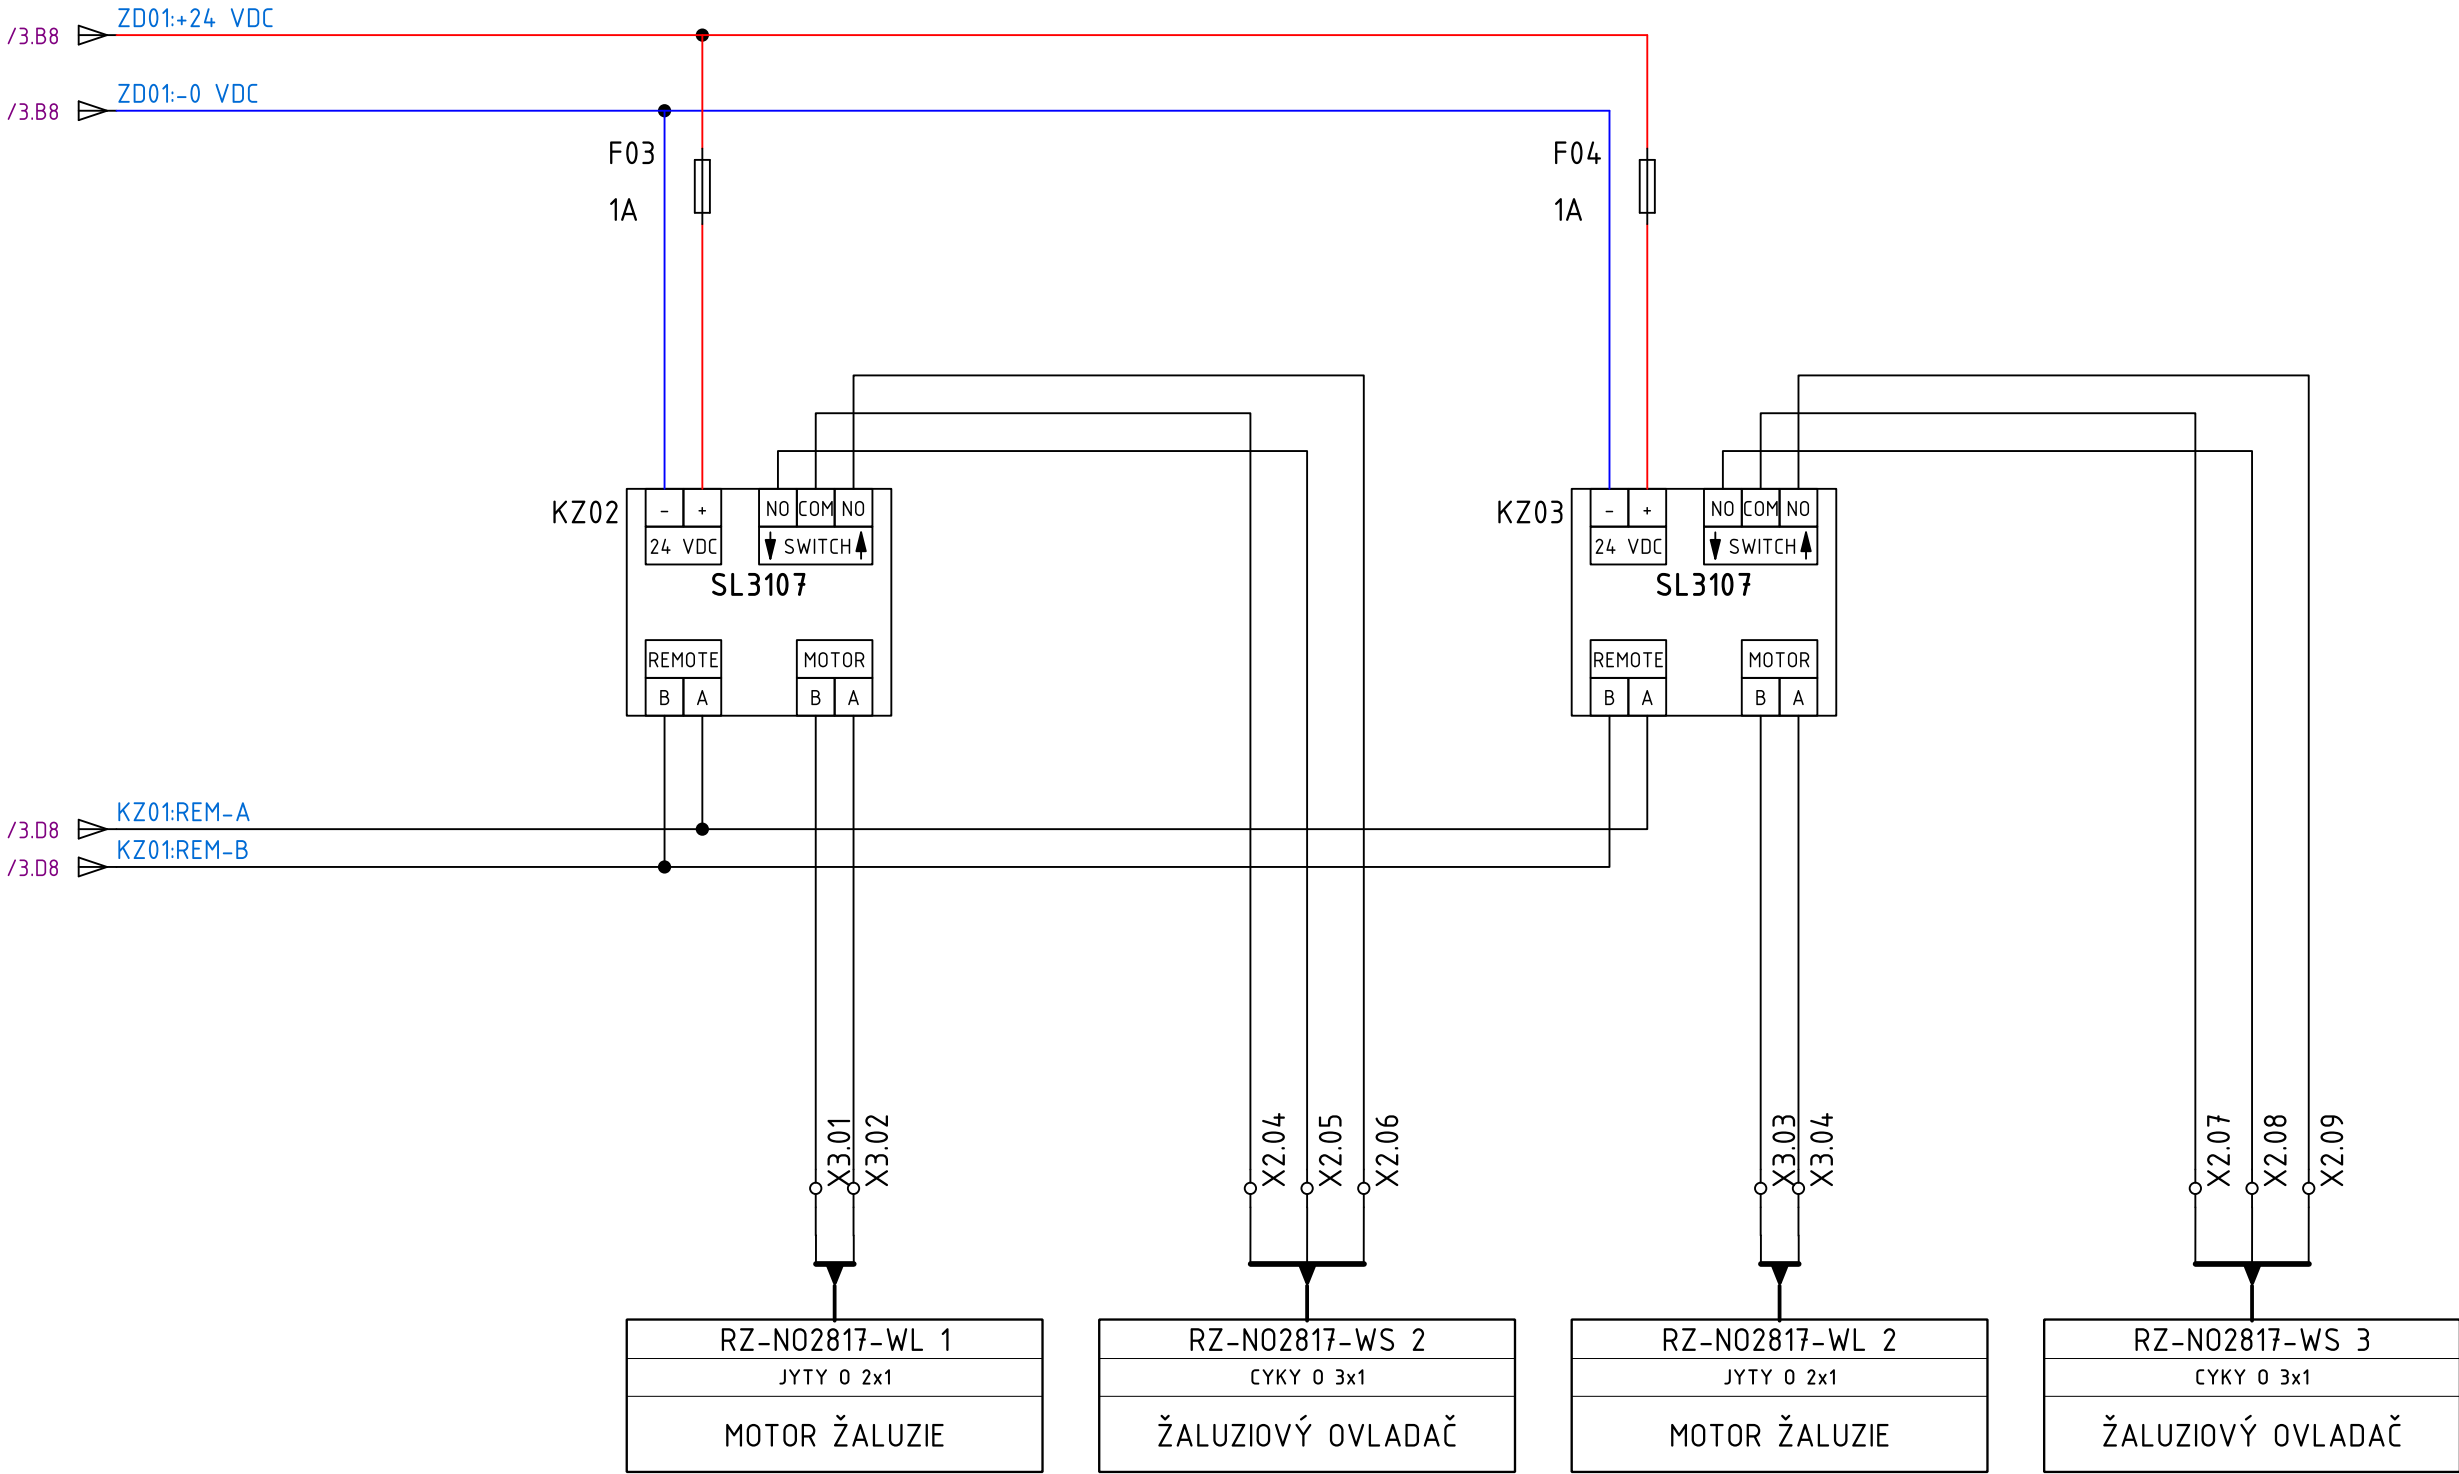 ZD01:+24 VDC
/3.B8
ZD01:-0 VDC
/3.B8
F03
1A
F04
1A
KZ02
- +
NO COM NO
24 VDC
SWITCH
SL3107
REMOTE
MOTOR
B A
B A
KZ03
- +
NO COM NO
24 VDC
SWITCH
SL3107
REMOTE
MOTOR
B A
B A
KZ01:REM-A
/3.D8
KZ01:REM-B
/3.D8
X3.01
X3.02
X2.04
X2.05
X2.06
X3.03
X3.04
X2.07
X2.08
X2.09
RZ-NO2817-WL 1
JYTY O 2x1
MOTOR ŽALUZIE
RZ-NO2817-WS 2
CYKY O 3x1
ŽALUZIOVÝ OVLADAČ
RZ-NO2817-WL 2
JYTY O 2x1
MOTOR ŽALUZIE
RZ-NO2817-WS 3
CYKY O 3x1
ŽALUZIOVÝ OVLADAČ